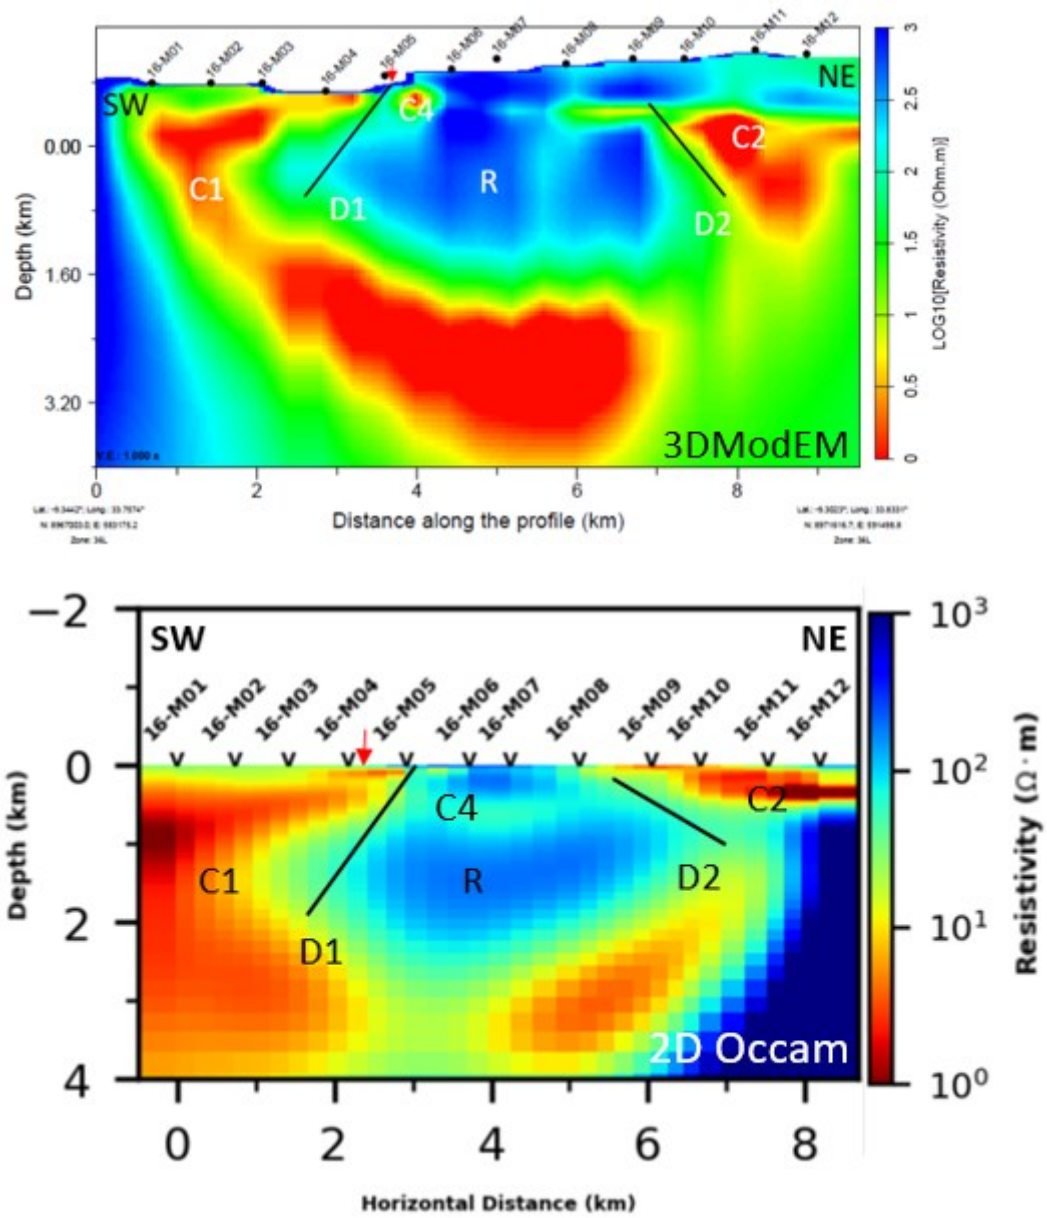 16-M01 16-M02 16-M03 16-M04 16-M05 16-M06 16-M07 16-M08 16-M09 16-M10 16-M11 16-M12
SW
NE
C4
C2
C1
R
D1
D2
0.00
1.60
3.20
Depth (km)
V.E.: 1.000 x
3DModEM
0 2 4 6 8
Distance along the profile (km)
Zone: 36L
Zone: 36L
3
2.5
2
1.5
1
0.5
0
LOG10[Resistivity (Ohm.m)]
−2
0
2
4
Depth (km)
SW
NE
16-M01 16-M02 16-M03 16-M04 16-M05 16-M06 16-M07 16-M08 16-M09 16-M10 16-M11 16-M12
v v v v v v v v v v v v
C4
C2
C1
R
D2
D1
2D Occam
0 2 4 6 8
Horizontal Distance (km)
10³
10²
10¹
10⁰
Resistivity (Ω·m)